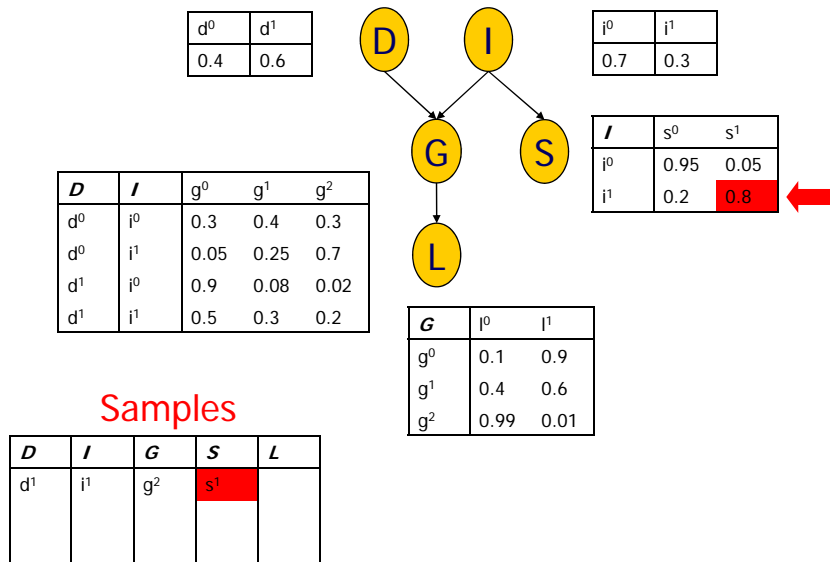 d⁰ d¹
0.4 0.6
D I
i⁰ i¹
0.7 0.3
G S
I s⁰ s¹
i⁰ 0.95 0.05
i¹ 0.2 0.8
D I g⁰ g¹ g²
d⁰ i⁰ 0.3 0.4 0.3
d⁰ i¹ 0.05 0.25 0.7
d¹ i⁰ 0.9 0.08 0.02
d¹ i¹ 0.5 0.3 0.2
L
G l⁰ l¹
g⁰ 0.1 0.9
g¹ 0.4 0.6
g² 0.99 0.01
Samples
D I G S L
d¹ i¹ g² s¹